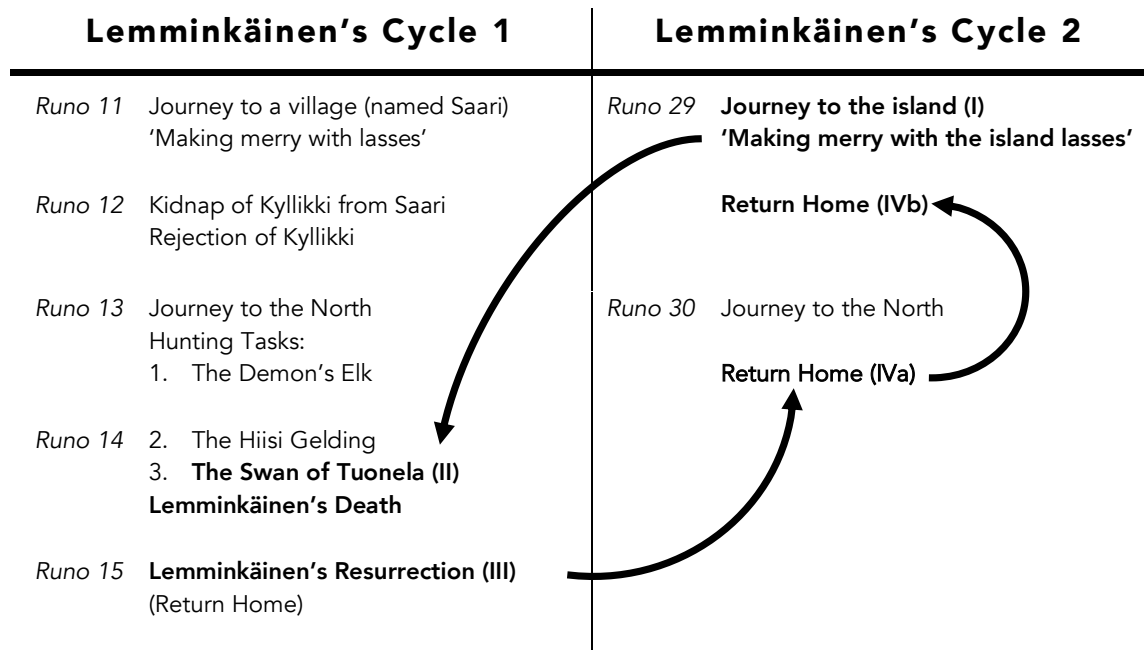 Lemminkäinen's Cycle 1
Runo 11 Journey to a village (named Saari)
'Making merry with lasses'
Runo 12 Kidnap of Kyllikki from Saari
Rejection of Kyllikki
Runo 13 Journey to the North
Hunting Tasks:
1. The Demon's Elk
Runo 14 2. The Hiisi Gelding
3. The Swan of Tuonela (II)
Lemminkäinen's Death
Runo 15 Lemminkäinen's Resurrection (III)
(Return Home)
Lemminkäinen's Cycle 2
Runo 29 Journey to the island (I)
'Making merry with the island lasses'
Return Home (IVb)
Runo 30 Journey to the North
Return Home (IVa)